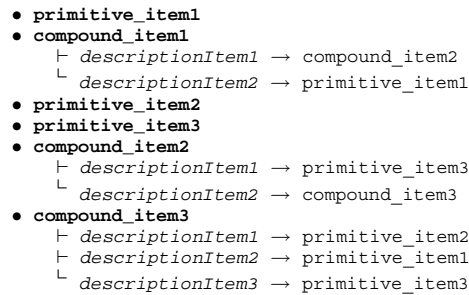 • primitive_item1
• compound_item1
⊢ descriptionItem1 → compound_item2
∟ descriptionItem2 → primitive_item1
• primitive_item2
• primitive_item3
• compound_item2
⊢ descriptionItem1 → primitive_item3
∟ descriptionItem2 → compound_item3
• compound_item3
⊢ descriptionItem1 → primitive_item2
⊢ descriptionItem2 → primitive_item1
∟ descriptionItem3 → primitive_item3